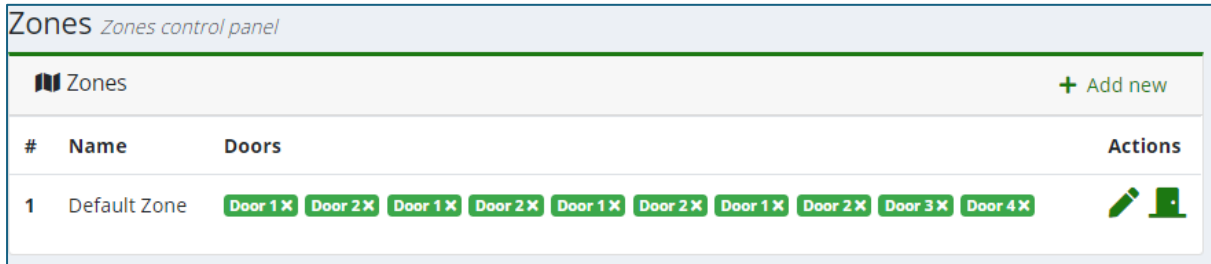 Zones Zones control panel
Zones + Add new
# Name Doors Actions
1 Default Zone Door 1 X Door 2 X Door 1 X Door 2 X Door 1 X Door 2 X Door 1 X Door 2 X Door 3 X Door 4 X